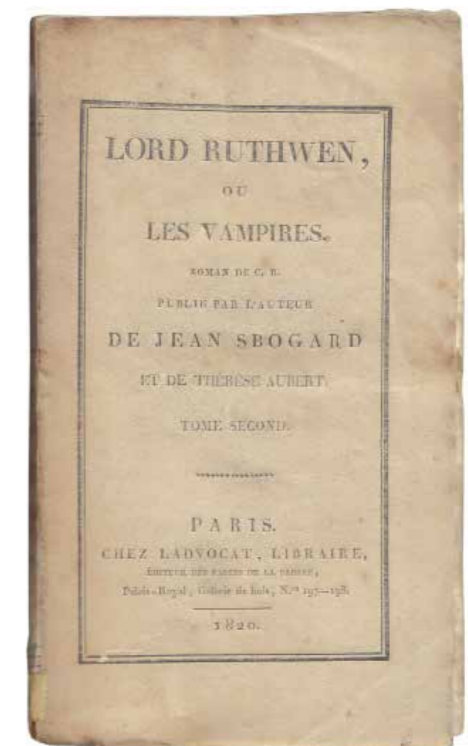 LORD RUTHWEN,
OU
LES VAMPIRES.
ROMAN DE C. B.
PUBLIÉ PAR L'AUTEUR
DE JEAN SBOGARD
ET DE THÉRÈSE AUBERT.
TOME SECOND.
PARIS.
CHEZ LADVOCAT, LIBRAIRE,
ÉDITEUR DES FASTES DE LA GLOIRE,
Palais-Royal, Galerie de bois, N.os 197—198.
1820.